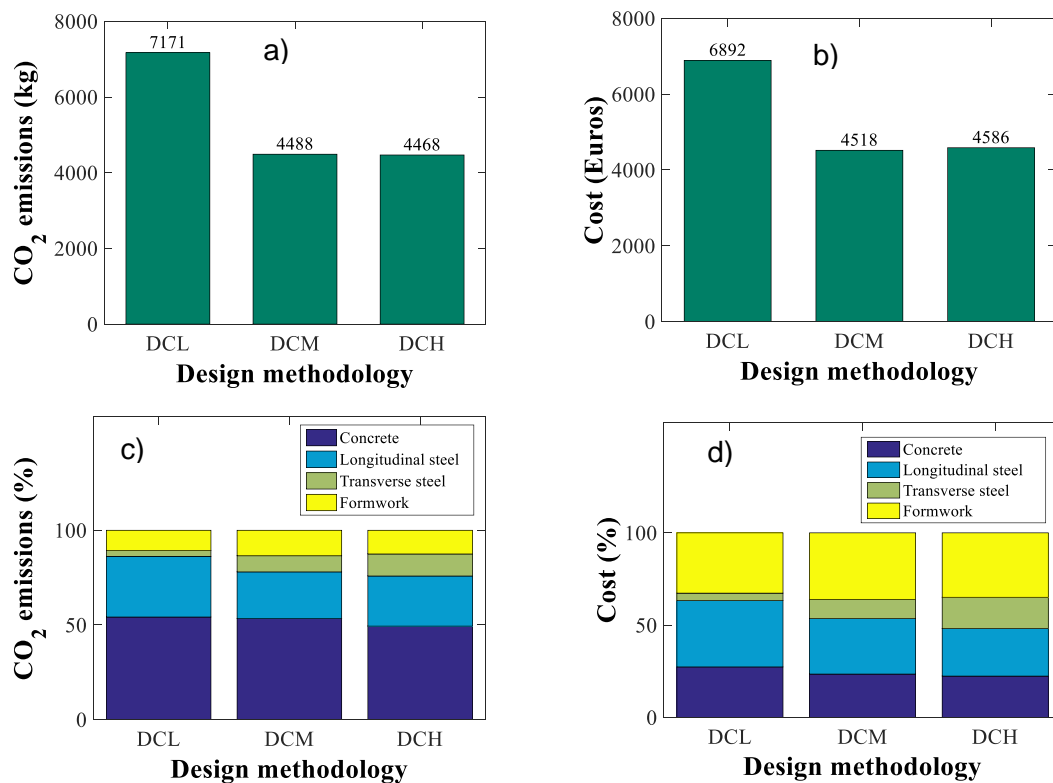 a)
8000
6000
4000
2000
0
7171
4488
4468
DCL DCM DCH
Design methodology
CO2 emissions (kg)
b)
8000
6000
4000
2000
0
6892
4518
4586
DCL DCM DCH
Design methodology
Cost (Euros)
c)
Concrete
Longitudinal steel
Transverse steel
Formwork
100
50
0
DCL DCM DCH
Design methodology
CO2 emissions (%)
d)
Concrete
Longitudinal steel
Transverse steel
Formwork
100
50
0
DCL DCM DCH
Design methodology
Cost (%)